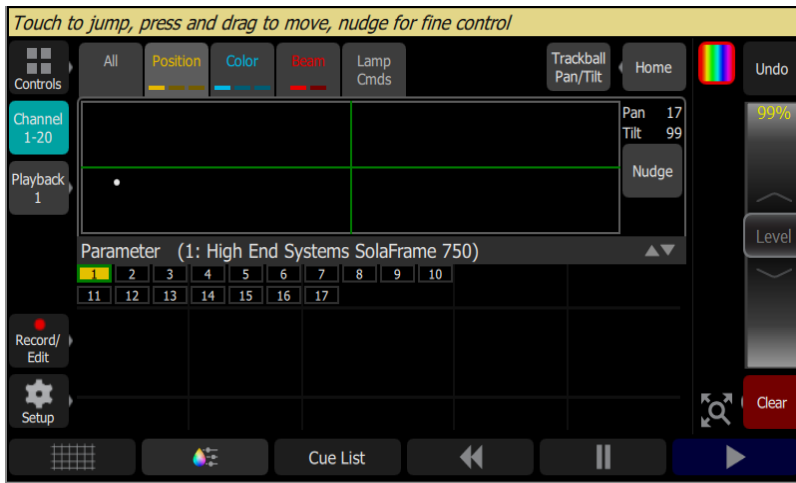 Touch to jump, press and drag to move, nudge for fine control
Controls
All
Position
Color
Beam
Lamp
Cmds
Trackball
Pan/Tilt
Home
Undo
Channel
1-20
Pan 17
Tilt 99
99%
Playback
1
Nudge
Level
Parameter (1: High End Systems SolaFrame 750)
1 2 3 4 5 6 7 8 9 10
11 12 13 14 15 16 17
Record/
Edit
Setup
Clear
Cue List